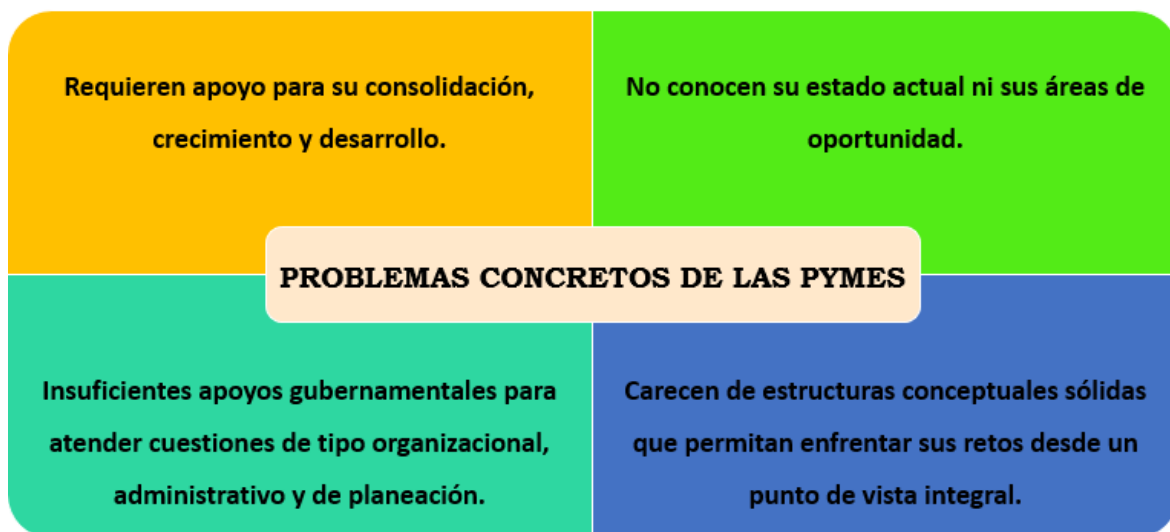 Requieren apoyo para su consolidación,
crecimiento y desarrollo.
No conocen su estado actual ni sus áreas de
oportunidad.
PROBLEMAS CONCRETOS DE LAS PYMES
Insuficientes apoyos gubernamentales para
atender cuestiones de tipo organizacional,
administrativo y de planeación.
Carecen de estructuras conceptuales sólidas
que permitan enfrentar sus retos desde un
punto de vista integral.